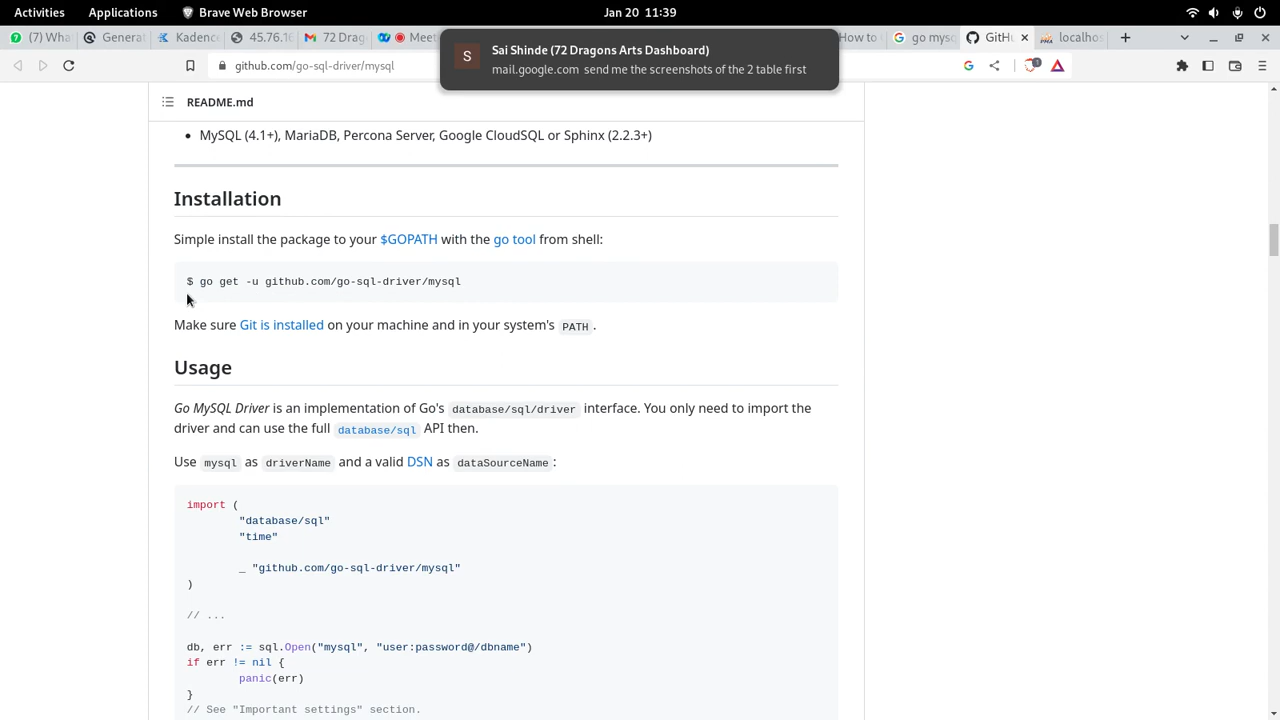 Activities Applications Brave Web Browser Jan 20 11:39
(7) Wha Genera Kadenc 45.76.16 72 Drag Meet How to go mys GitH localhos
Sai Shinde (72 Dragons Arts Dashboard)
S
mail.google.com send me the screenshots of the 2 table first
github.com/go-sql-driver/mysql 1
README.md
• MySQL (4.1+), MariaDB, Percona Server, Google CloudSQL or Sphinx (2.2.3+)
Installation
Simple install the package to your $GOPATH with the go tool from shell:
$ go get -u github.com/go-sql-driver/mysql
Make sure Git is installed on your machine and in your system's PATH.
Usage
Go MySQL Driver is an implementation of Go's database/sql/driver interface. You only need to import the
driver and can use the full database/sql API then.
Use mysql as driverName and a valid DSN as dataSourceName:
import (
"database/sql"
"time"
_ "github.com/go-sql-driver/mysql"
)
// ...
db, err := sql.Open("mysql", "user:password@/dbname")
if err != nil {
panic(err)
}
// See "Important settings" section.